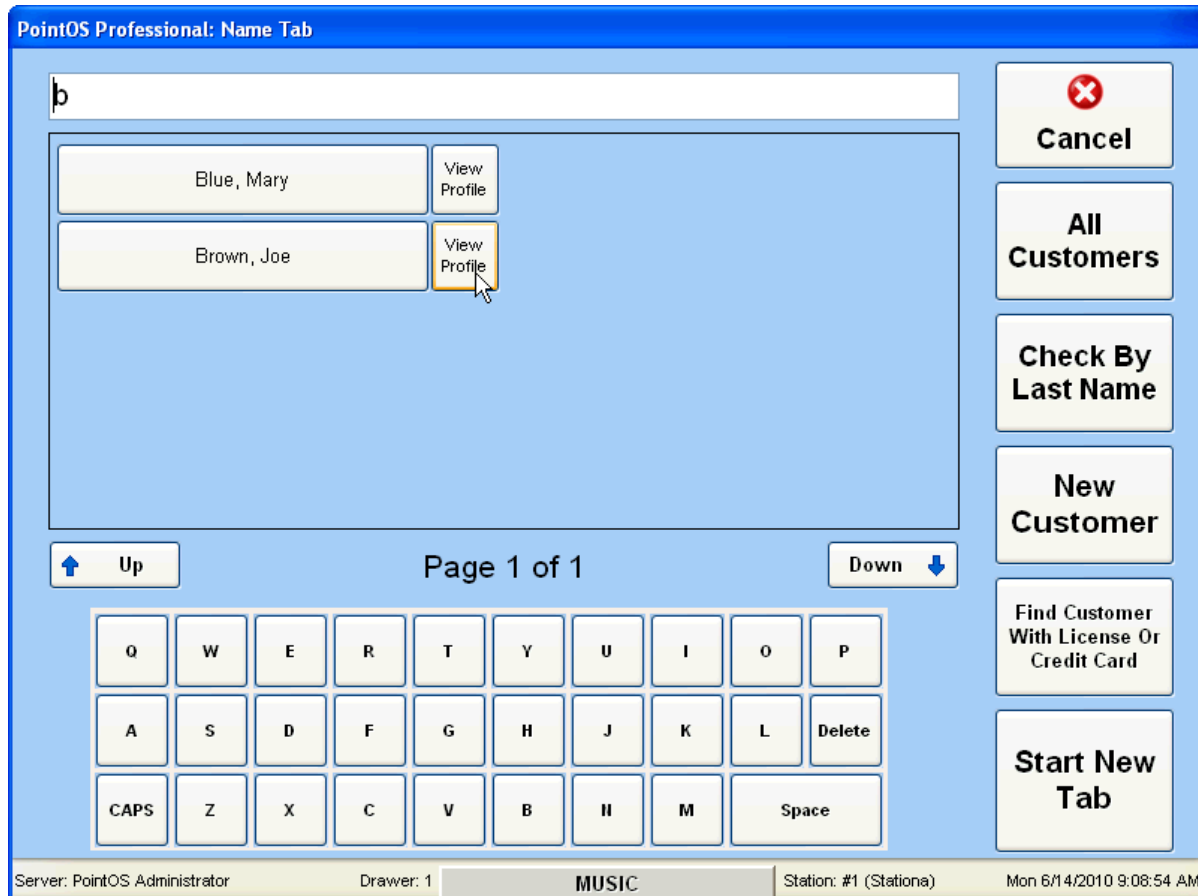 PointOS Professional: Name Tab
b
Cancel
Blue, Mary
View
Profile
Brown, Joe
View
Profile
All
Customers
Check By
Last Name
New
Customer
Up
Page 1 of 1
Down
Find Customer
With License Or
Credit Card
Q W E R T Y U I O P
A S D F G H J K L Delete
CAPS Z X C V B N M Space
Start New
Tab
Server: PointOS Administrator Drawer: 1 MUSIC Station: #1 (Stationa) Mon 6/14/2010 9:08:54 AM